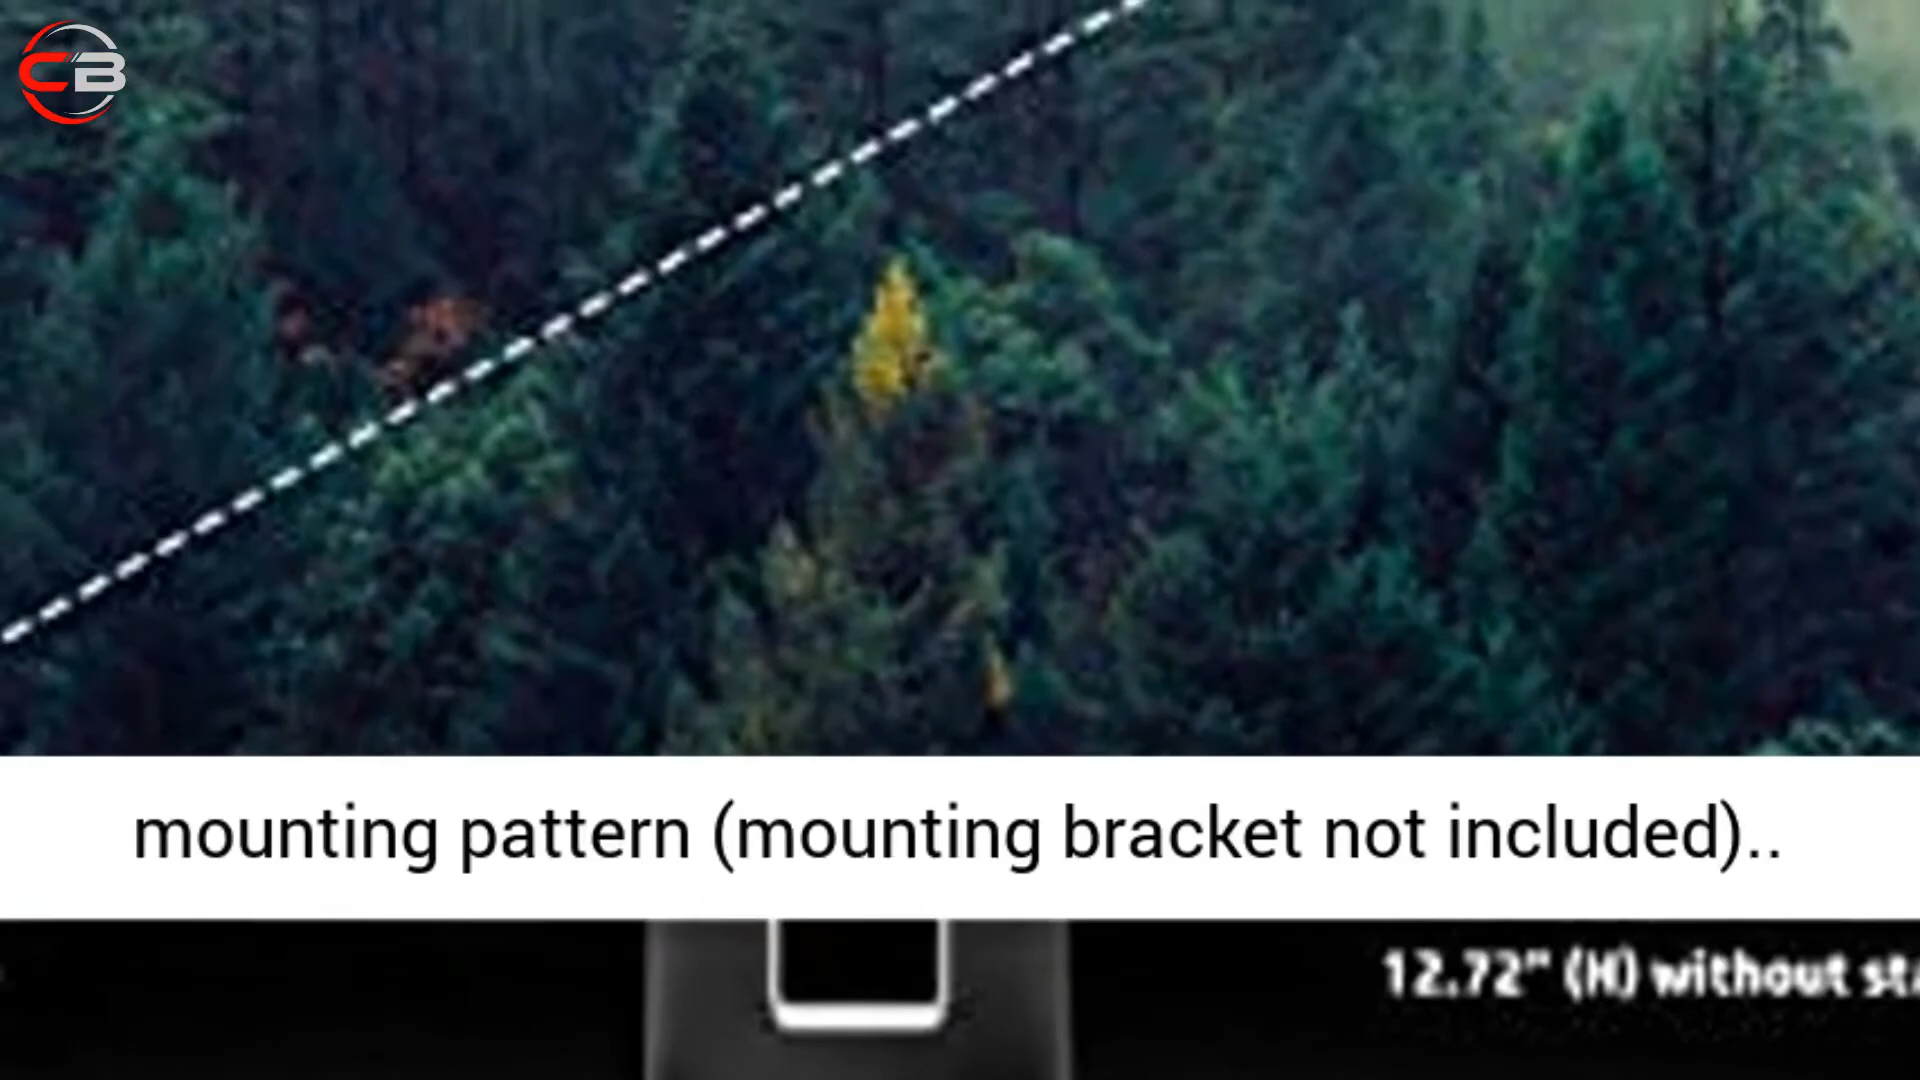 CB
mounting pattern (mounting bracket not included)..
12.72" (H) without